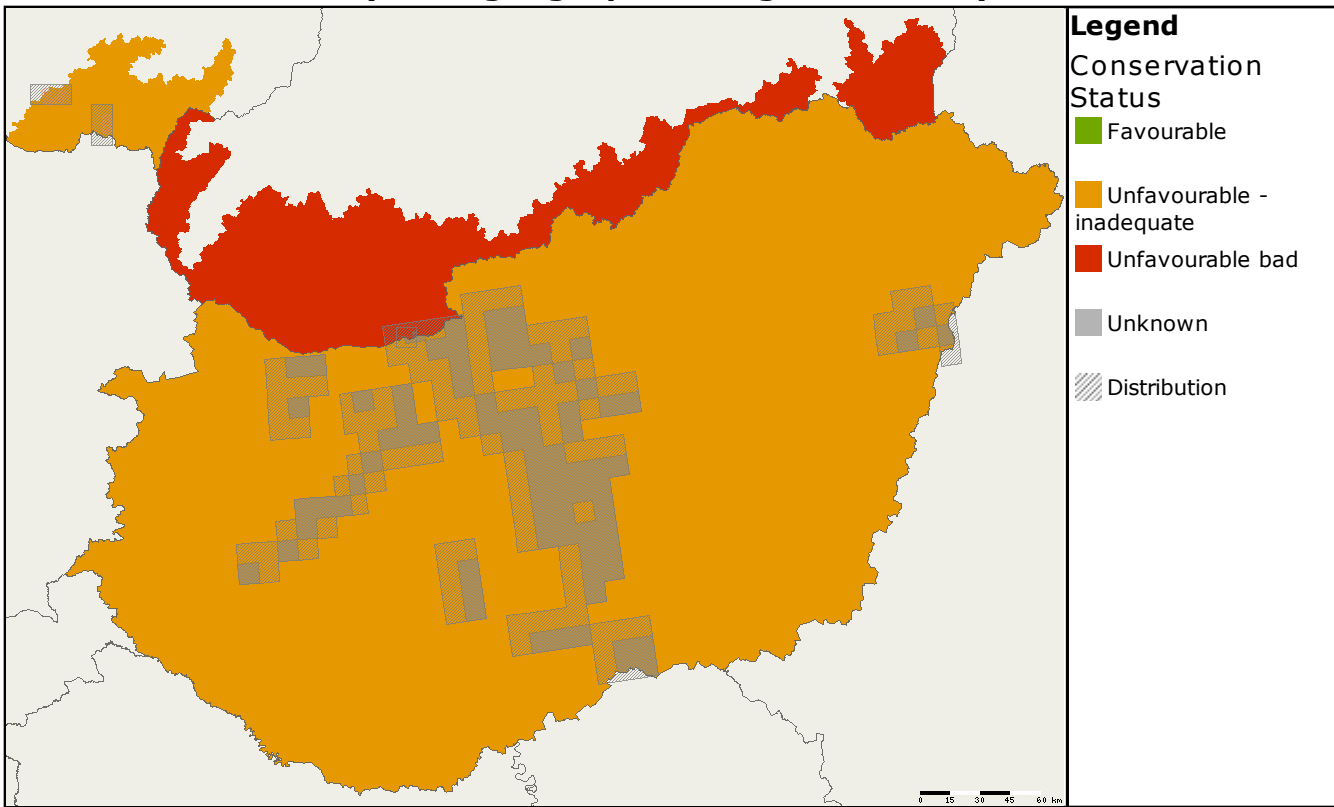 Legend
Conservation
Status
Favourable
Unfavourable -
inadequate
Unfavourable bad
Unknown
Distribution
0 15 30 45 60 km